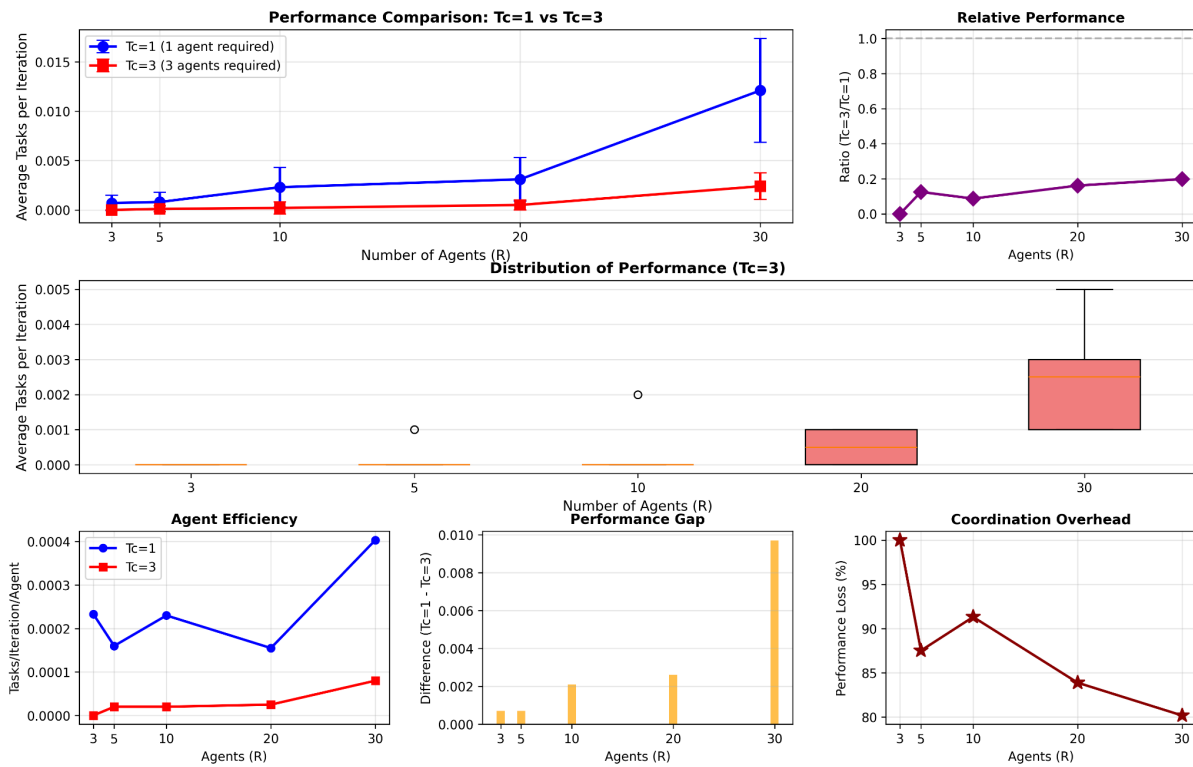 Performance Comparison: Tc=1 vs Tc=3
Average Tasks per Iteration
0.015
0.010
0.005
0.000
Tc=1 (1 agent required)
Tc=3 (3 agents required)
3 5 10 20 30
Number of Agents (R)
Relative Performance
Ratio (Tc=3/Tc=1)
1.0
0.8
0.6
0.4
0.2
0.0
3 5 10 20 30
Agents (R)
Distribution of Performance (Tc=3)
Average Tasks per Iteration
0.005
0.004
0.003
0.002
0.001
0.000
3 5 10 20 30
Number of Agents (R)
Agent Efficiency
Tasks/Iteration/Agent
0.0004
0.0003
0.0002
0.0001
0.0000
Tc=1
Tc=3
3 5 10 20 30
Agents (R)
Performance Gap
Difference (Tc=1 - Tc=3)
0.010
0.008
0.006
0.004
0.002
0.000
3 5 10 20 30
Agents (R)
Coordination Overhead
Performance Loss (%)
100
95
90
85
80
3 5 10 20 30
Agents (R)